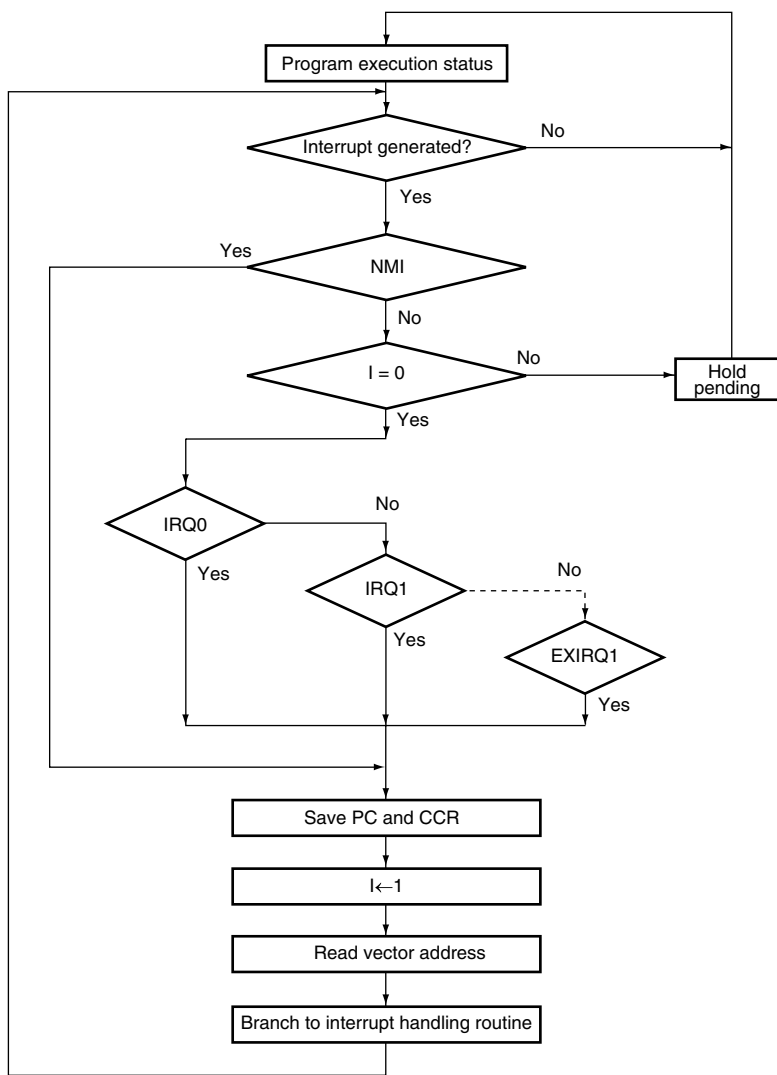 Program execution status
Interrupt generated?
No
Yes
Yes
NMI
No
I = 0
No
Hold
pending
Yes
IRQ0
No
Yes
IRQ1
No
Yes
EXIRQ1
Yes
Save PC and CCR
I←1
Read vector address
Branch to interrupt handling routine